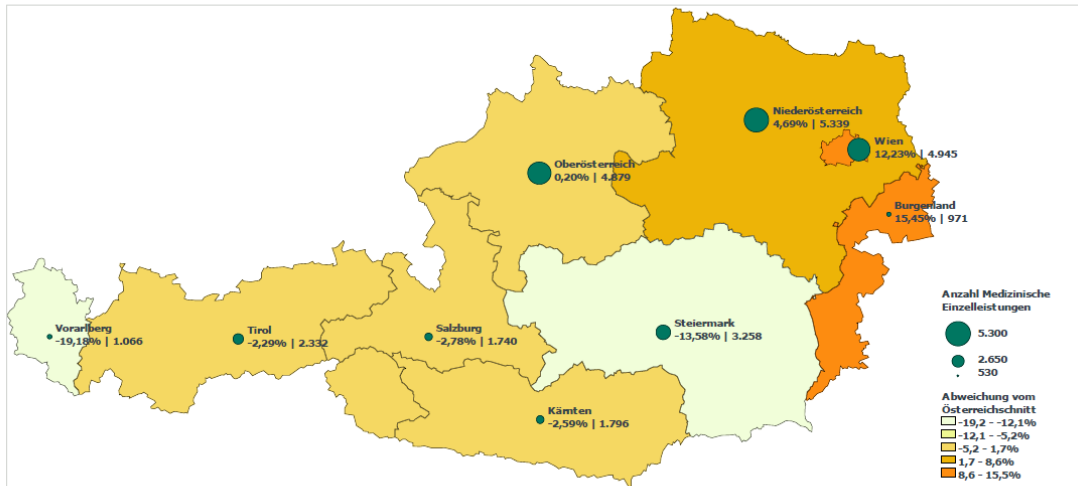 Niederösterreich
4,69% | 5.339
Wien
12,23% | 4.945
Oberösterreich
0,20% | 4.879
Burgenland
15,45% | 971
Vorarlberg
-19,18% | 1.066
Tirol
-2,29% | 2.332
Salzburg
-2,78% | 1.740
Steiermark
-13,58% | 3.258
Kärnten
-2,59% | 1.796
Anzahl Medizinische
Einzelleistungen
5.300
2.650
530
Abweichung vom
Österreichschnitt
-19,2 - -12,1%
-12,1 - -5,2%
-5,2 - 1,7%
1,7 - 8,6%
8,6 - 15,5%